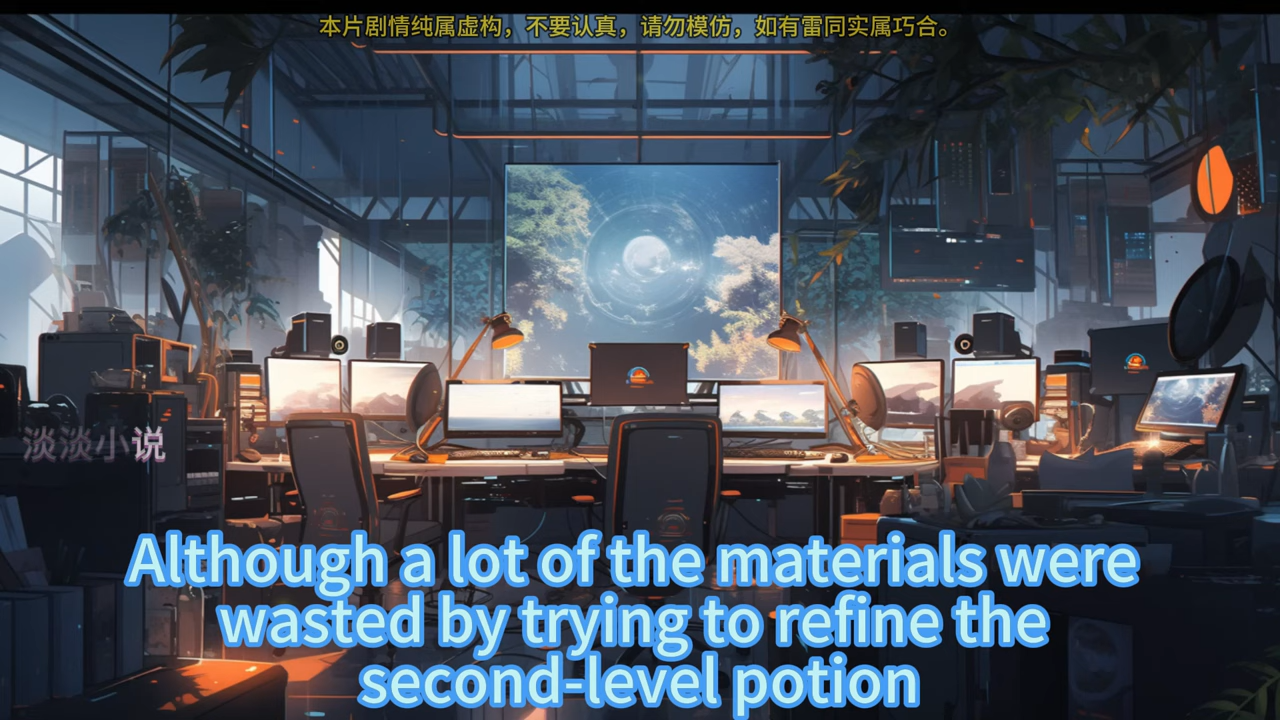 本片剧情纯属虚构，不要认真，请勿模仿，如有雷同实属巧合。
淡淡小说
Although a lot of the materials were
wasted by trying to refine the
second-level potion